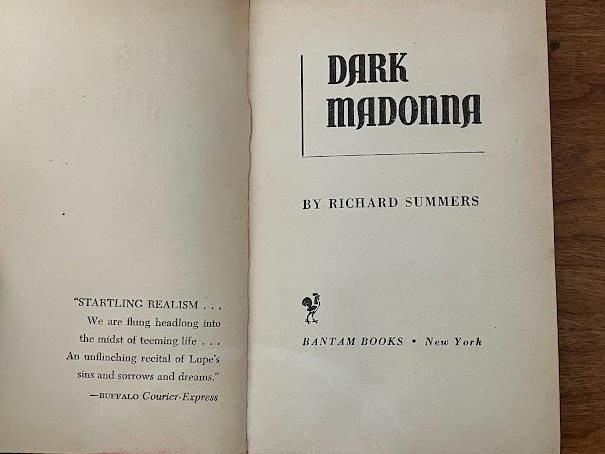 "STARTLING REALISM . . .
We are flung headlong into
the midst of teeming life . . .
An unflinching recital of Lupe's
sins and sorrows and dreams."
—BUFFALO Courier-Express
DARK
MADONNA
BY RICHARD SUMMERS
BANTAM BOOKS • New York